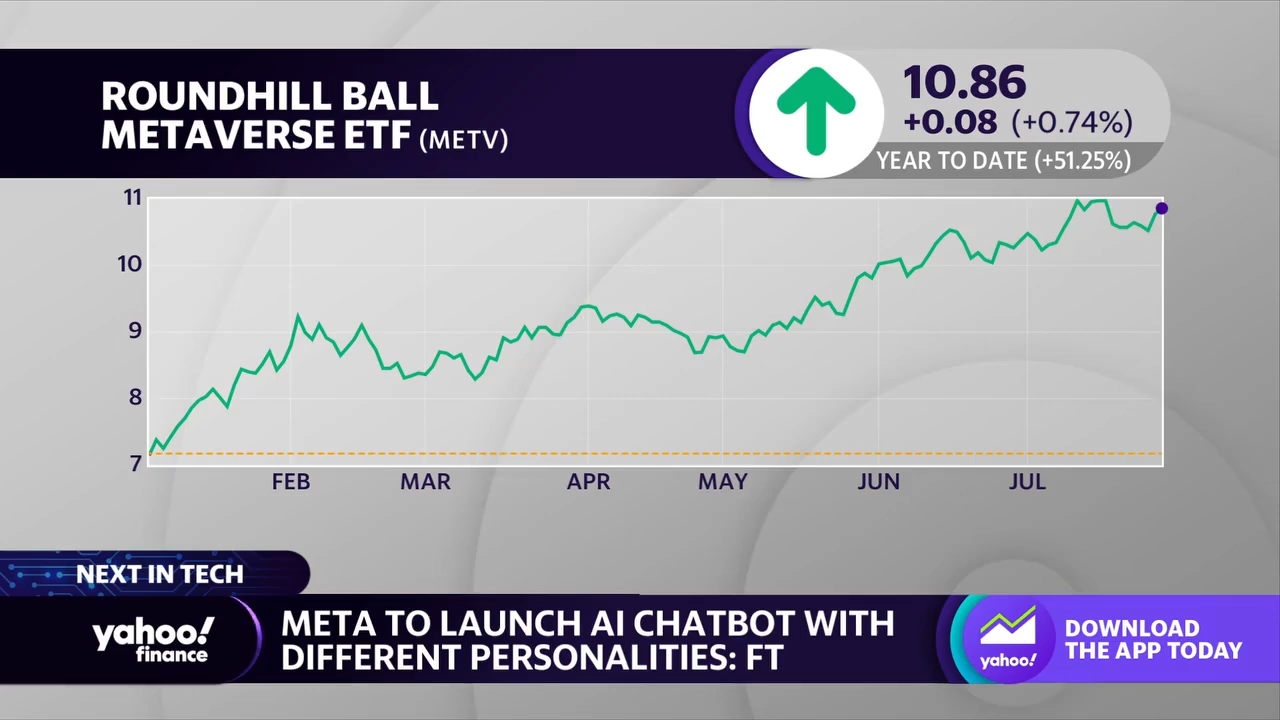 ROUNDHILL BALL
METAVERSE ETF (METV)
10.86
+0.08 (+0.74%)
YEAR TO DATE (+51.25%)
11
10
9
8
7
FEB MAR APR MAY JUN JUL
NEXT IN TECH
yahoo!
finance
META TO LAUNCH AI CHATBOT WITH
DIFFERENT PERSONALITIES: FT
yahoo!
DOWNLOAD
THE APP TODAY